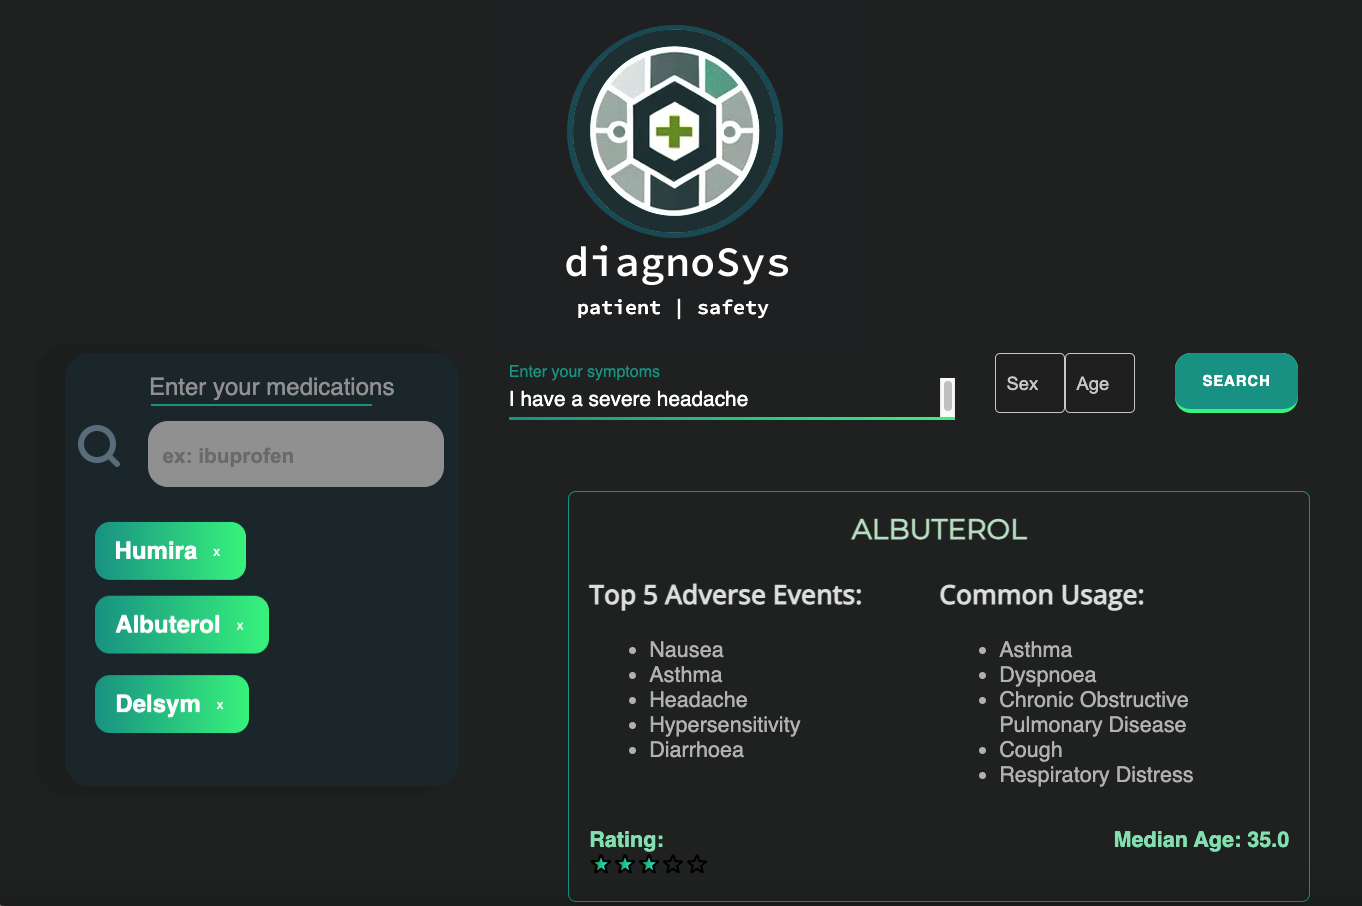 diagnoSys
patient | safety
Enter your medications
ex: ibuprofen
Humira x
Albuterol x
Delsym x
Enter your symptoms
I have a severe headache
Sex
Age
SEARCH
ALBUTEROL
Top 5 Adverse Events:
Nausea
Asthma
Headache
Hypersensitivity
Diarrhoea
Common Usage:
Asthma
Dyspnoea
Chronic Obstructive
Pulmonary Disease
Cough
Respiratory Distress
Rating:
Median Age: 35.0